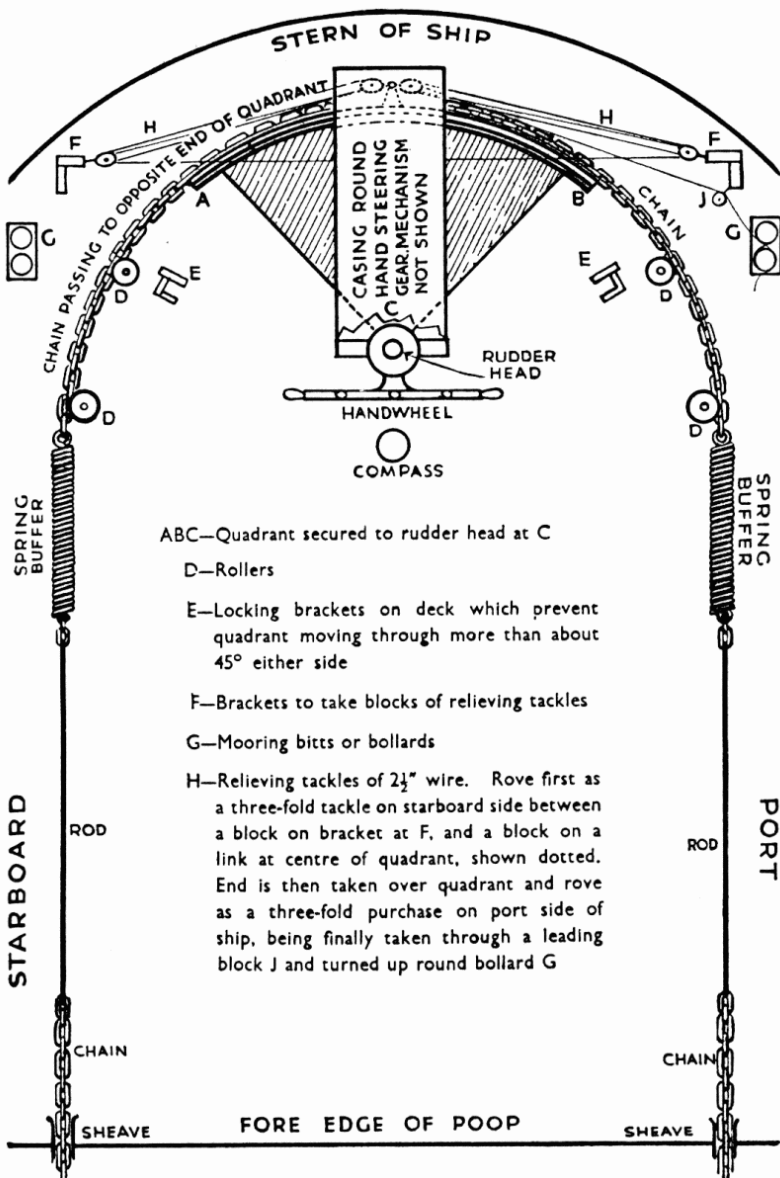 STERN OF SHIP
CHAIN PASSING TO OPPOSITE END OF QUADRANT
H
H
F
F
J
G
G
A
B
CHAIN
CASING ROUND
HAND STEERING
GEAR. MECHANISM
NOT SHOWN
E
E
D
D
C
RUDDER
HEAD
D
D
HANDWHEEL
COMPASS
SPRING
BUFFER
SPRING
BUFFER
ABC—Quadrant secured to rudder head at C
D—Rollers
E—Locking brackets on deck which prevent
quadrant moving through more than about
45° either side
F—Brackets to take blocks of relieving tackles
G—Mooring bitts or bollards
H—Relieving tackles of 2½" wire. Rove first as
a three-fold tackle on starboard side between
a block on bracket at F, and a block on a
link at centre of quadrant, shown dotted.
End is then taken over quadrant and rove
as a three-fold purchase on port side of
ship, being finally taken through a leading
block J and turned up round bollard G
STARBOARD
ROD
ROD
PORT
CHAIN
CHAIN
SHEAVE
FORE EDGE OF POOP
SHEAVE